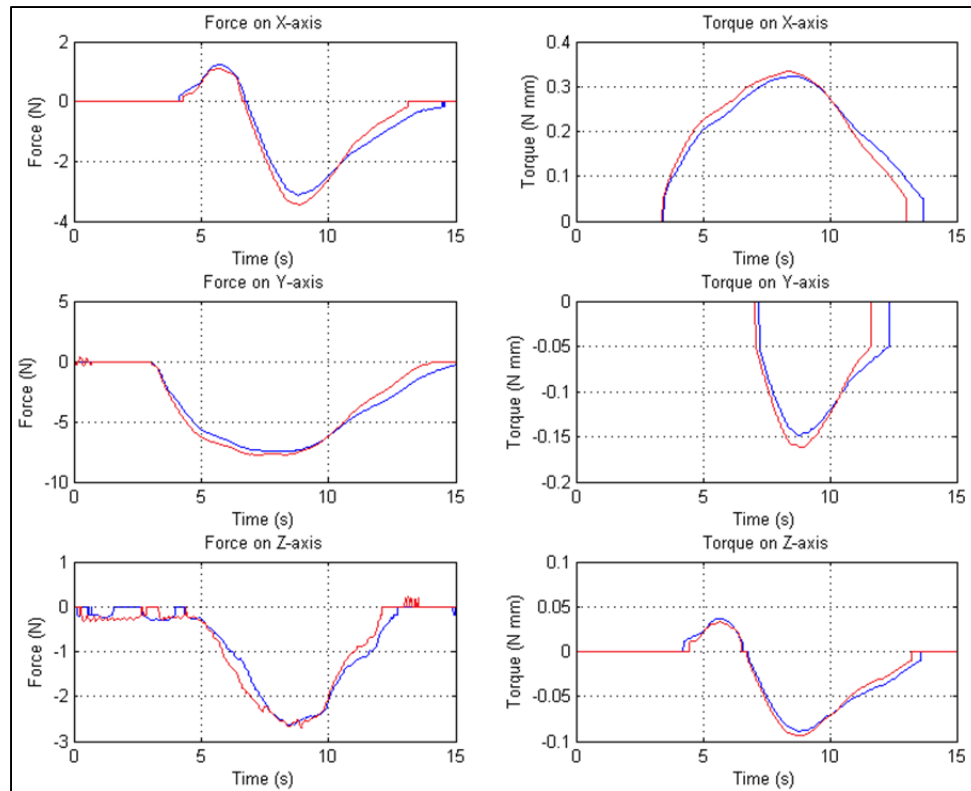 Force on X-axis
Force (N)
2
0
-2
-4
0 5 10 15
Time (s)
Torque on X-axis
Torque (N mm)
0.4
0.3
0.2
0.1
0
0 5 10 15
Time (s)
Force on Y-axis
Force (N)
5
0
-5
-10
0 5 10 15
Time (s)
Torque on Y-axis
Torque (N mm)
0
-0.05
-0.1
-0.15
-0.2
0 5 10 15
Time (s)
Force on Z-axis
Force (N)
1
0
-1
-2
-3
0 5 10 15
Time (s)
Torque on Z-axis
Torque (N mm)
0.1
0.05
0
-0.05
-0.1
0 5 10 15
Time (s)